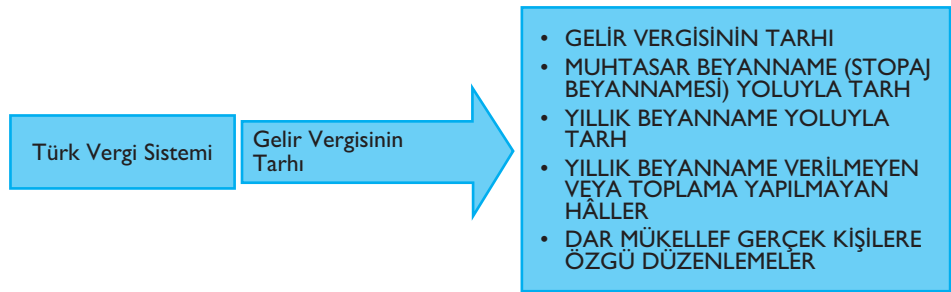 Türk Vergi Sistemi
Gelir Vergisinin
Tarhı
• GELİR VERGİSİNİN TARHI
• MUHTASAR BEYANNAME (STOPAJ
BEYANNAMESİ) YOLUYLA TARH
• YILLIK BEYANNAME YOLUYLA
TARH
• YILLIK BEYANNAME VERİLMEYEN
VEYA TOPLAMA YAPILMAYAN
HÂLLER
• DAR MÜKELLEF GERÇEK KİŞİLERE
ÖZGÜ DÜZENLEMELER